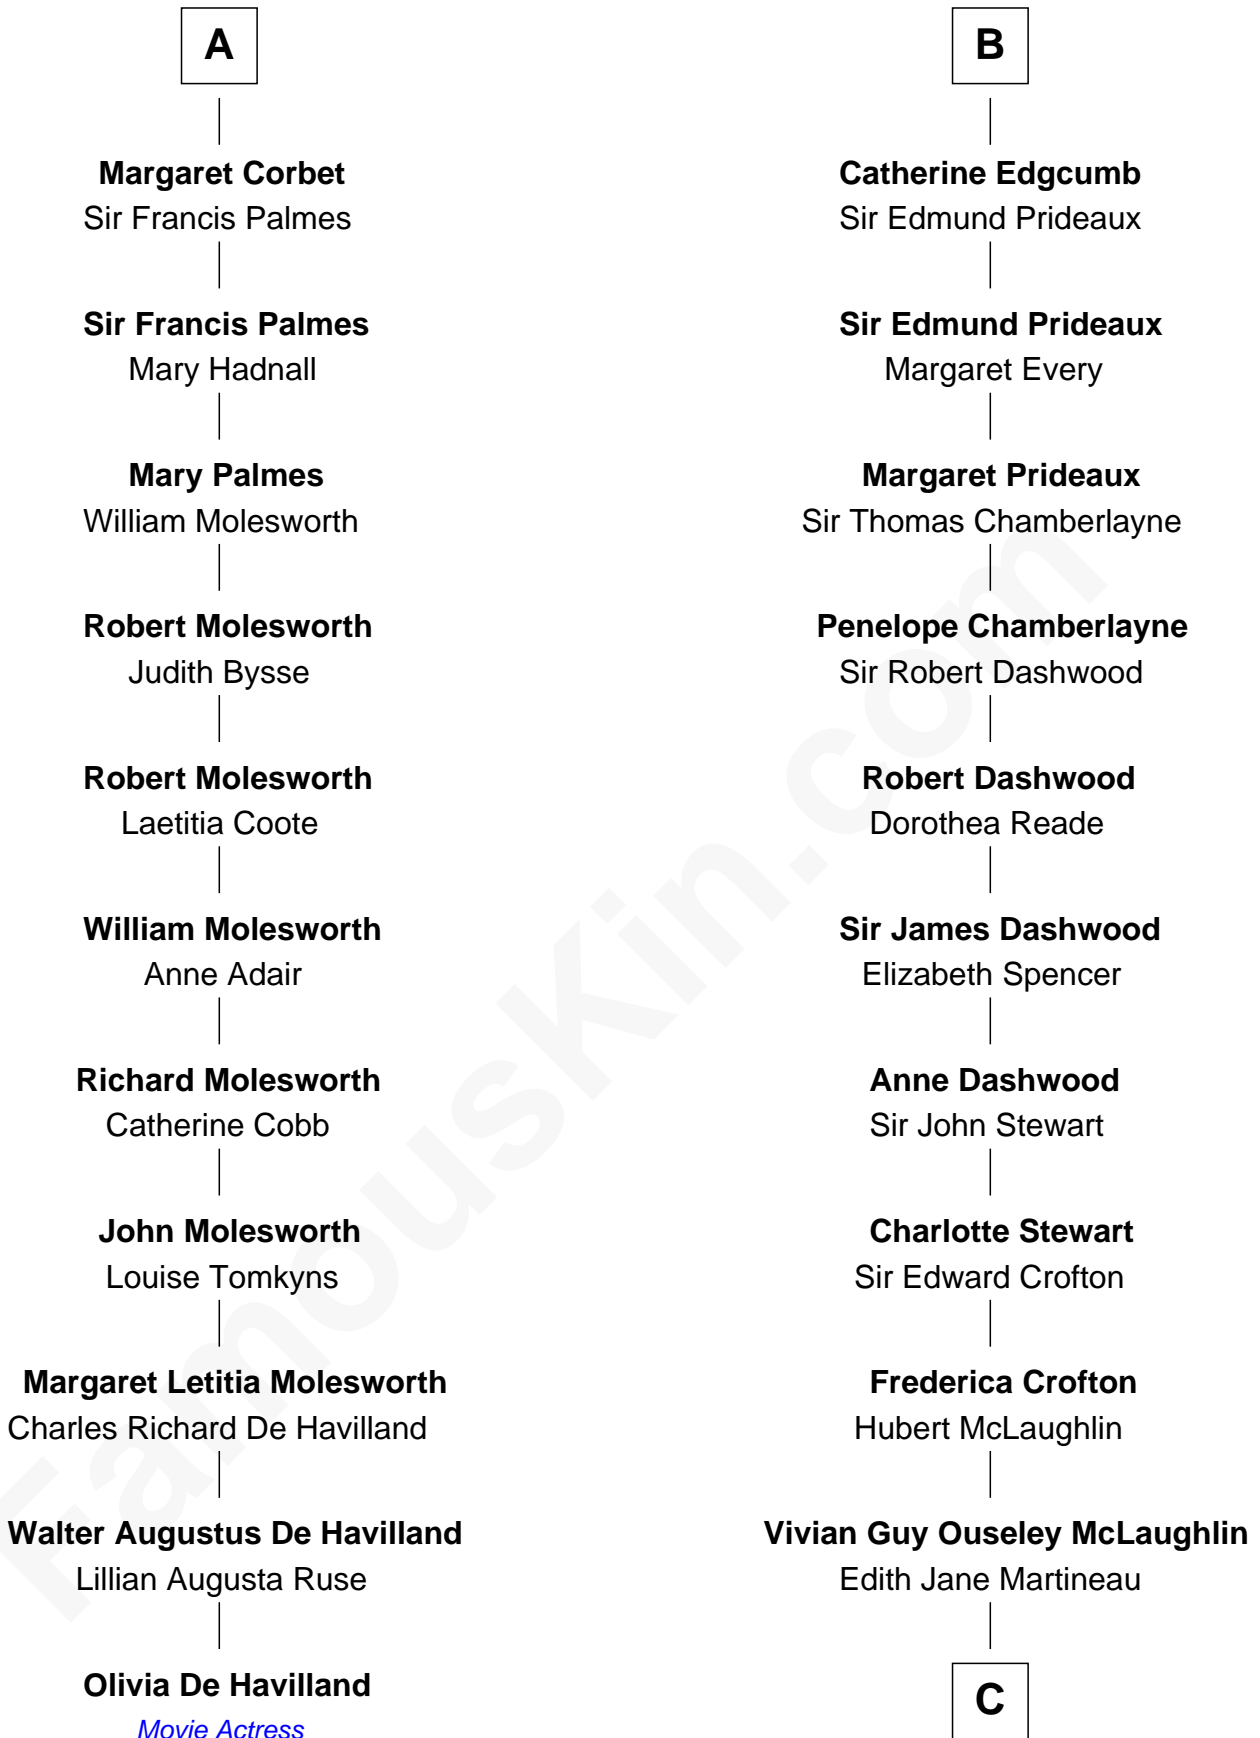 A
Margaret Corbet
Sir Francis Palmes
Sir Francis Palmes
Mary Hadnall
Mary Palmes
William Molesworth
Robert Molesworth
Judith Bysse
Robert Molesworth
Laetitia Coote
William Molesworth
Anne Adair
Richard Molesworth
Catherine Cobb
John Molesworth
Louise Tomkyns
Margaret Letitia Molesworth
Charles Richard De Havilland
Walter Augustus De Havilland
Lillian Augusta Ruse
Olivia De Havilland
Movie Actress
B
Catherine Edgcumb
Sir Edmund Prideaux
Sir Edmund Prideaux
Margaret Every
Margaret Prideaux
Sir Thomas Chamberlayne
Penelope Chamberlayne
Sir Robert Dashwood
Robert Dashwood
Dorothea Reade
Sir James Dashwood
Elizabeth Spencer
Anne Dashwood
Sir John Stewart
Charlotte Stewart
Sir Edward Crofton
Frederica Crofton
Hubert McLaughlin
Vivian Guy Ouseley McLaughlin
Edith Jane Martineau
C
FamousKin.com